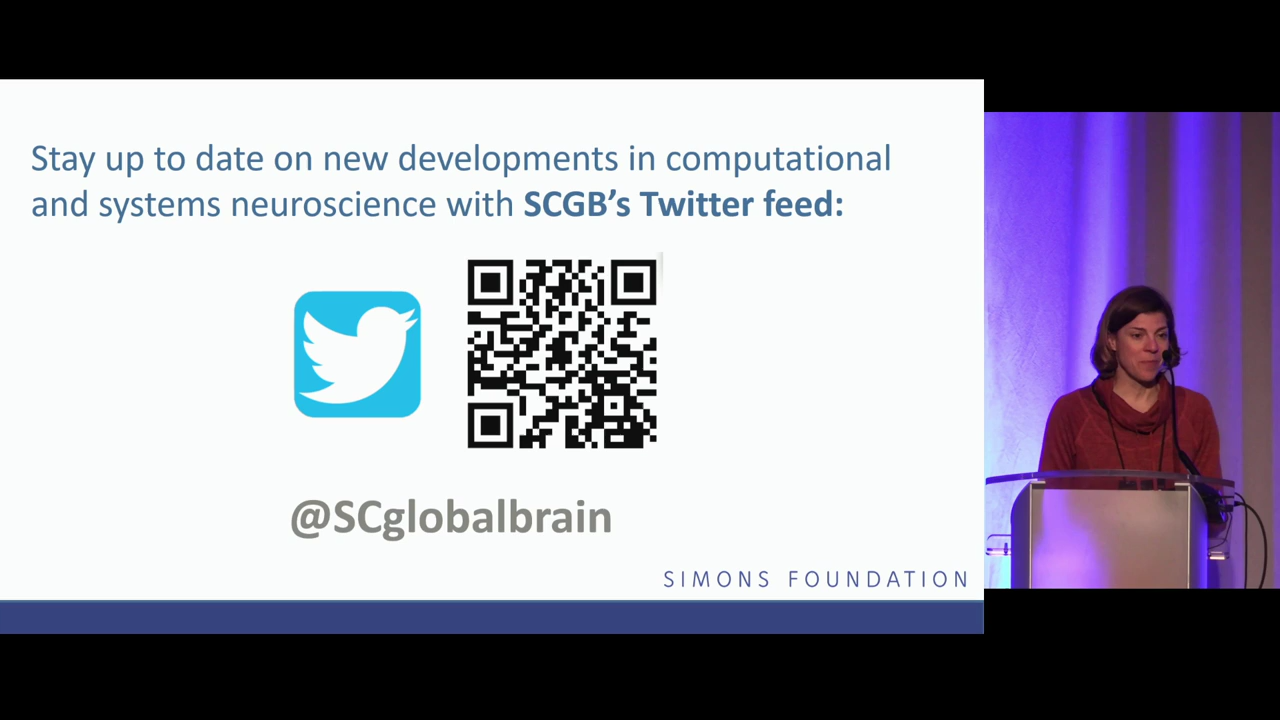 Stay up to date on new developments in computational
and systems neuroscience with SCGB’s Twitter feed:
@SCglobalbrain
SIMONS FOUNDATION